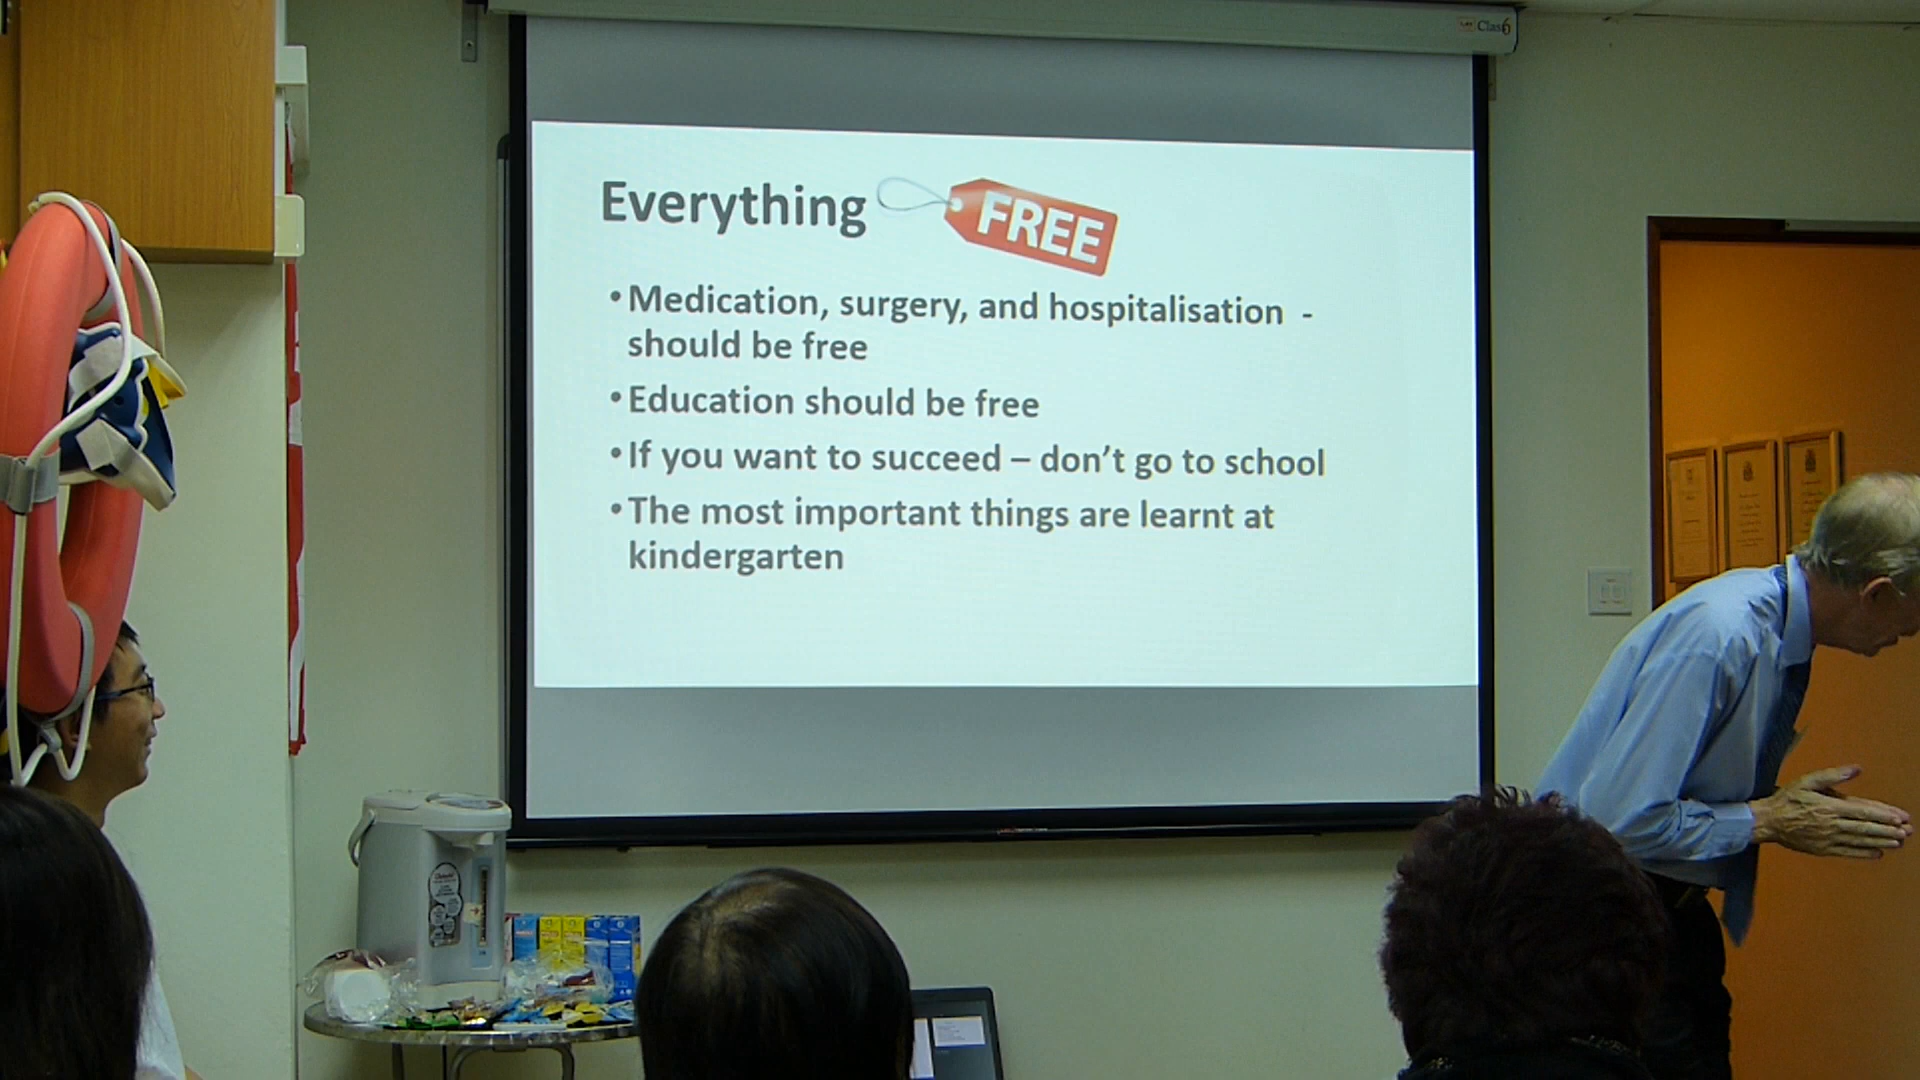 Clas6
Everything FREE
• Medication, surgery, and hospitalisation -
should be free
• Education should be free
• If you want to succeed – don't go to school
• The most important things are learnt at
kindergarten